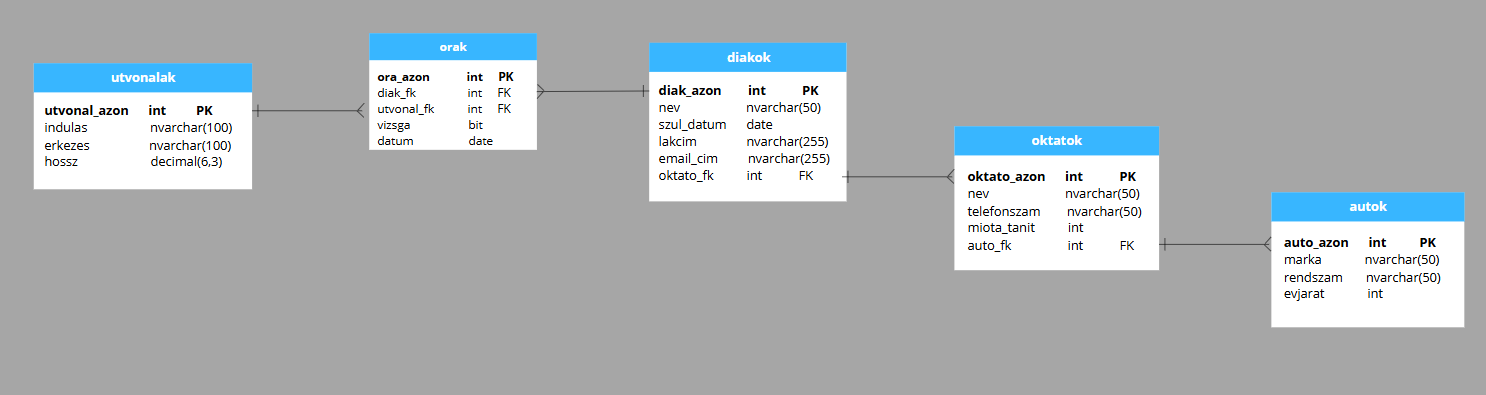 utvonalak
utvonal_azon int PK
indulas nvarchar(100)
erkezes nvarchar(100)
hossz decimal(6,3)
orak
ora_azon int PK
diak_fk int FK
utvonal_fk int FK
vizsga bit
datum date
diakok
diak_azon int PK
nev nvarchar(50)
szul_datum date
lakcim nvarchar(255)
email_cim nvarchar(255)
oktato_fk int FK
oktatok
oktato_azon int PK
nev nvarchar(50)
telefonszam nvarchar(50)
miota_tanit int
auto_fk int FK
autok
auto_azon int PK
marka nvarchar(50)
rendszam nvarchar(50)
evjarat int